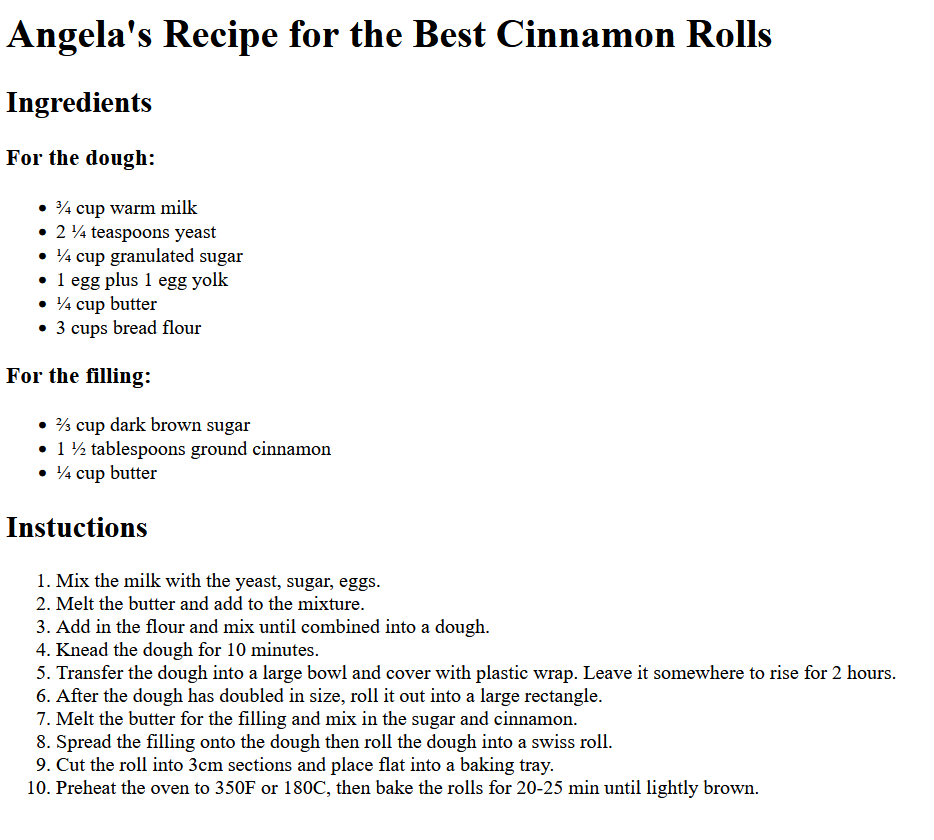 Angela's Recipe for the Best Cinnamon Rolls
Ingredients
For the dough:
• ¾ cup warm milk
• 2 ¼ teaspoons yeast
• ¼ cup granulated sugar
• 1 egg plus 1 egg yolk
• ¼ cup butter
• 3 cups bread flour
For the filling:
• ⅔ cup dark brown sugar
• 1 ½ tablespoons ground cinnamon
• ¼ cup butter
Instuctions
1. Mix the milk with the yeast, sugar, eggs.
2. Melt the butter and add to the mixture.
3. Add in the flour and mix until combined into a dough.
4. Knead the dough for 10 minutes.
5. Transfer the dough into a large bowl and cover with plastic wrap. Leave it somewhere to rise for 2 hours.
6. After the dough has doubled in size, roll it out into a large rectangle.
7. Melt the butter for the filling and mix in the sugar and cinnamon.
8. Spread the filling onto the dough then roll the dough into a swiss roll.
9. Cut the roll into 3cm sections and place flat into a baking tray.
10. Preheat the oven to 350F or 180C, then bake the rolls for 20-25 min until lightly brown.